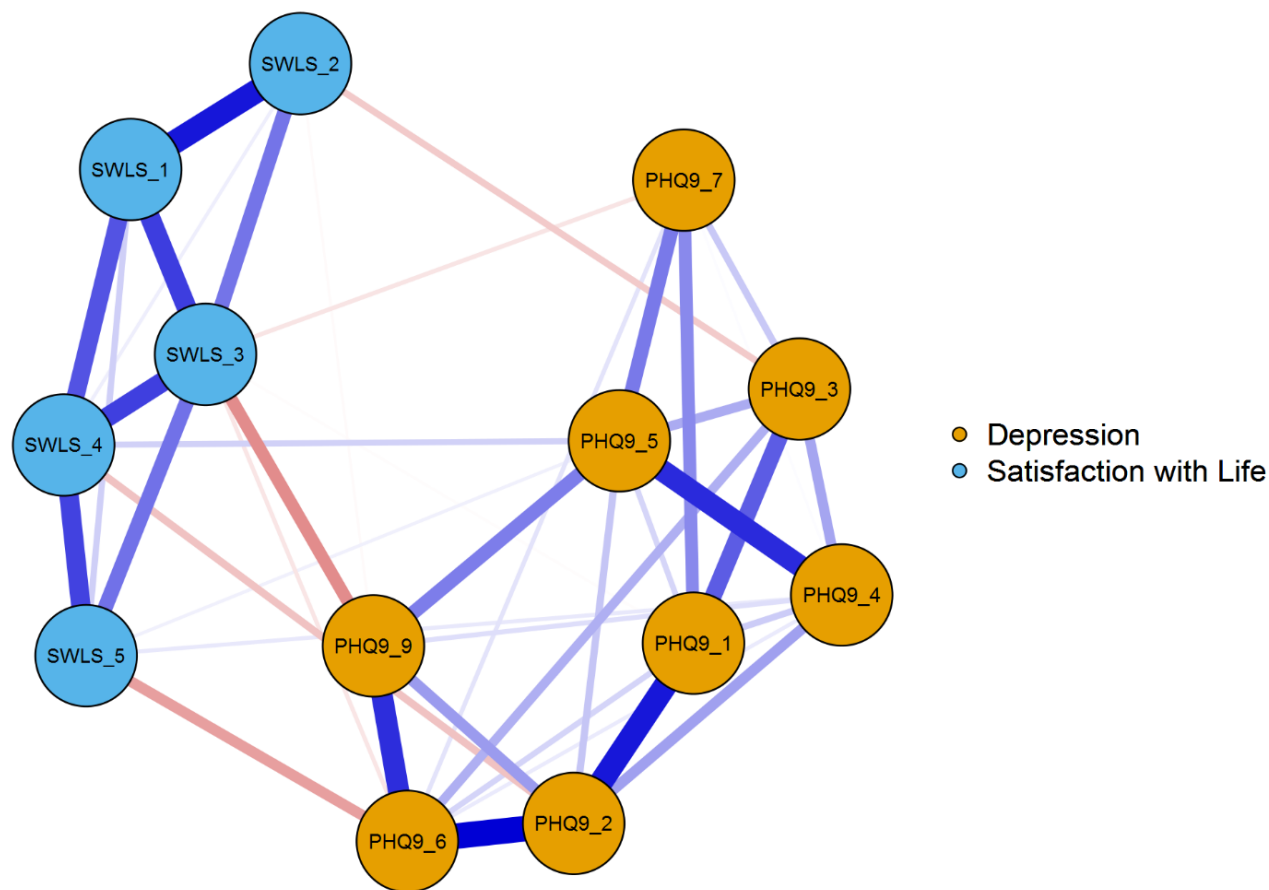 SWLS_2
SWLS_1
PHQ9_7
SWLS_3
PHQ9_3
SWLS_4
PHQ9_5
Depression
Satisfaction with Life
PHQ9_4
SWLS_5
PHQ9_9
PHQ9_1
PHQ9_6
PHQ9_2